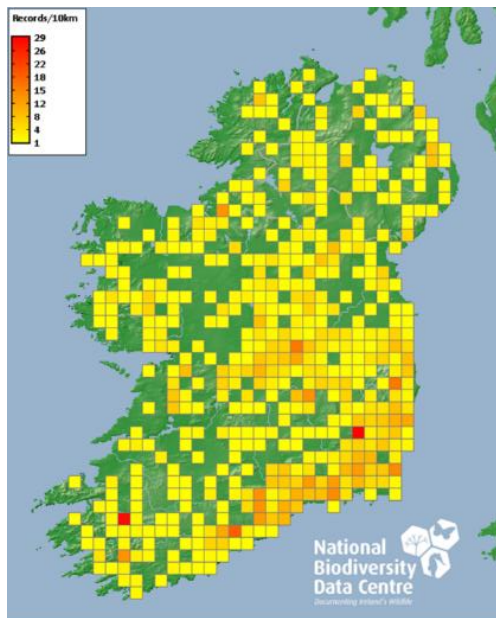 Records/10km
29
26
22
18
15
12
8
4
1
National
Biodiversity
Data Centre
Documenting Ireland's Wildlife